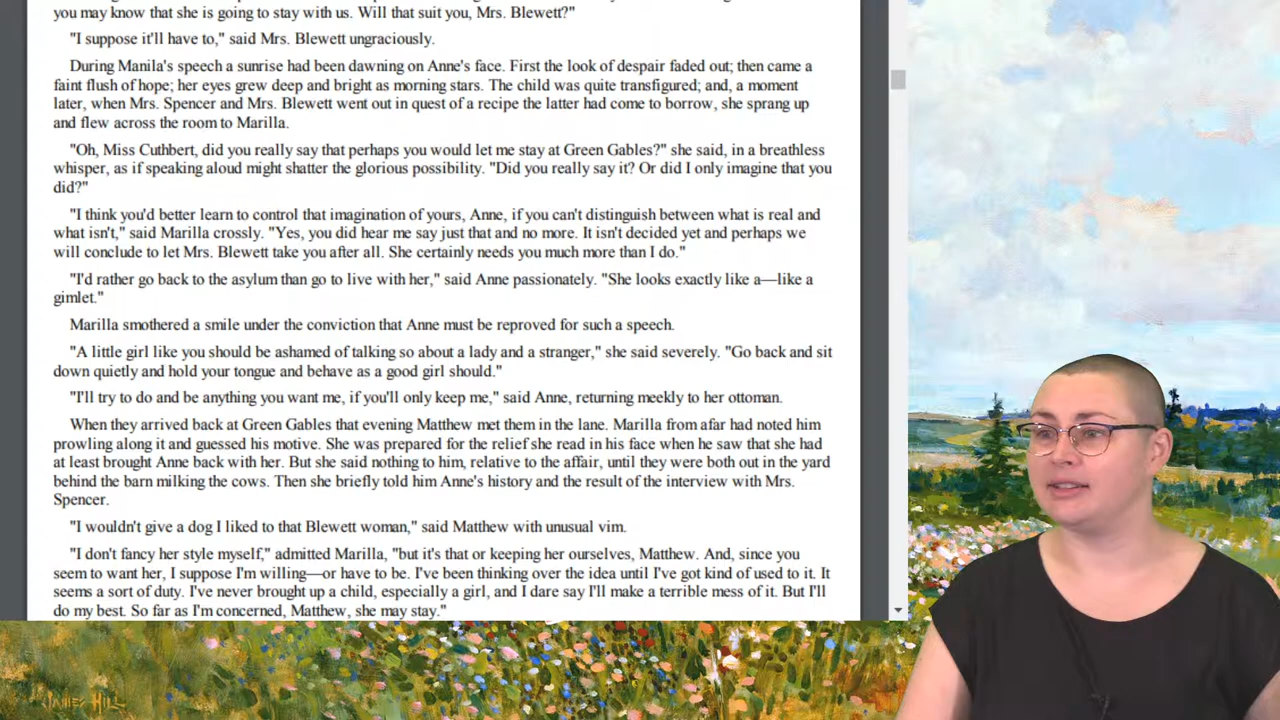 you may know that she is going to stay with us. Will that suit you, Mrs. Blewett?"
"I suppose it'll have to," said Mrs. Blewett ungraciously.
During Manila's speech a sunrise had been dawning on Anne's face. First the look of despair faded out; then came a
faint flush of hope; her eyes grew deep and bright as morning stars. The child was quite transfigured; and, a moment
later, when Mrs. Spencer and Mrs. Blewett went out in quest of a recipe the latter had come to borrow, she sprang up
and flew across the room to Marilla.
"Oh, Miss Cuthbert, did you really say that perhaps you would let me stay at Green Gables?" she said, in a breathless
whisper, as if speaking aloud might shatter the glorious possibility. "Did you really say it? Or did I only imagine that you
did?"
"I think you'd better learn to control that imagination of yours, Anne, if you can't distinguish between what is real and
what isn't," said Marilla crossly. "Yes, you did hear me say just that and no more. It isn't decided yet and perhaps we
will conclude to let Mrs. Blewett take you after all. She certainly needs you much more than I do."
"I'd rather go back to the asylum than go to live with her," said Anne passionately. "She looks exactly like a—like a
gimlet."
Marilla smothered a smile under the conviction that Anne must be reproved for such a speech.
"A little girl like you should be ashamed of talking so about a lady and a stranger," she said severely. "Go back and sit
down quietly and hold your tongue and behave as a good girl should."
"I'll try to do and be anything you want me, if you'll only keep me," said Anne, returning meekly to her ottoman.
When they arrived back at Green Gables that evening Matthew met them in the lane. Marilla from afar had noted him
prowling along it and guessed his motive. She was prepared for the relief she read in his face when he saw that she had
at least brought Anne back with her. But she said nothing to him, relative to the affair, until they were both out in the yard
behind the barn milking the cows. Then she briefly told him Anne's history and the result of the interview with Mrs.
Spencer.
"I wouldn't give a dog I liked to that Blewett woman," said Matthew with unusual vim.
"I don't fancy her style myself," admitted Marilla, "but it's that or keeping her ourselves, Matthew. And, since you
seem to want her, I suppose I'm willing—or have to be. I've been thinking over the idea until I've got kind of used to it. It
seems a sort of duty. I've never brought up a child, especially a girl, and I dare say I'll make a terrible mess of it. But I'll
do my best. So far as I'm concerned, Matthew, she may stay."
JAMES HILL